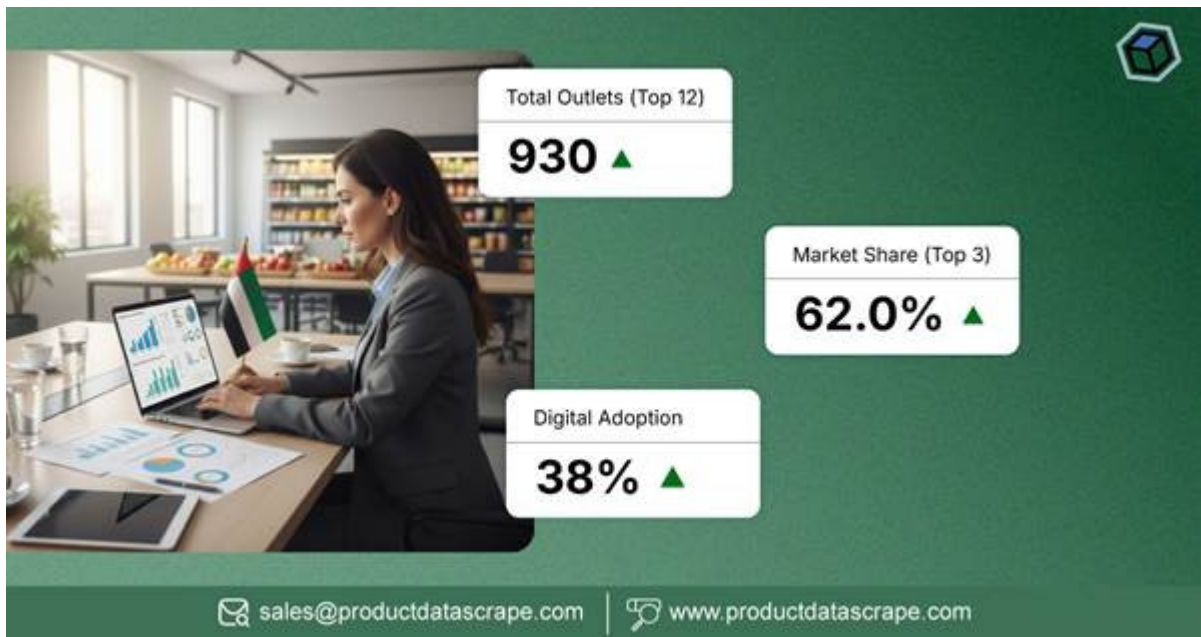 Total Outlets (Top 12)
930
Market Share (Top 3)
62.0%
Digital Adoption
38%
sales@productdatascrape.com
www.productdatascrape.com